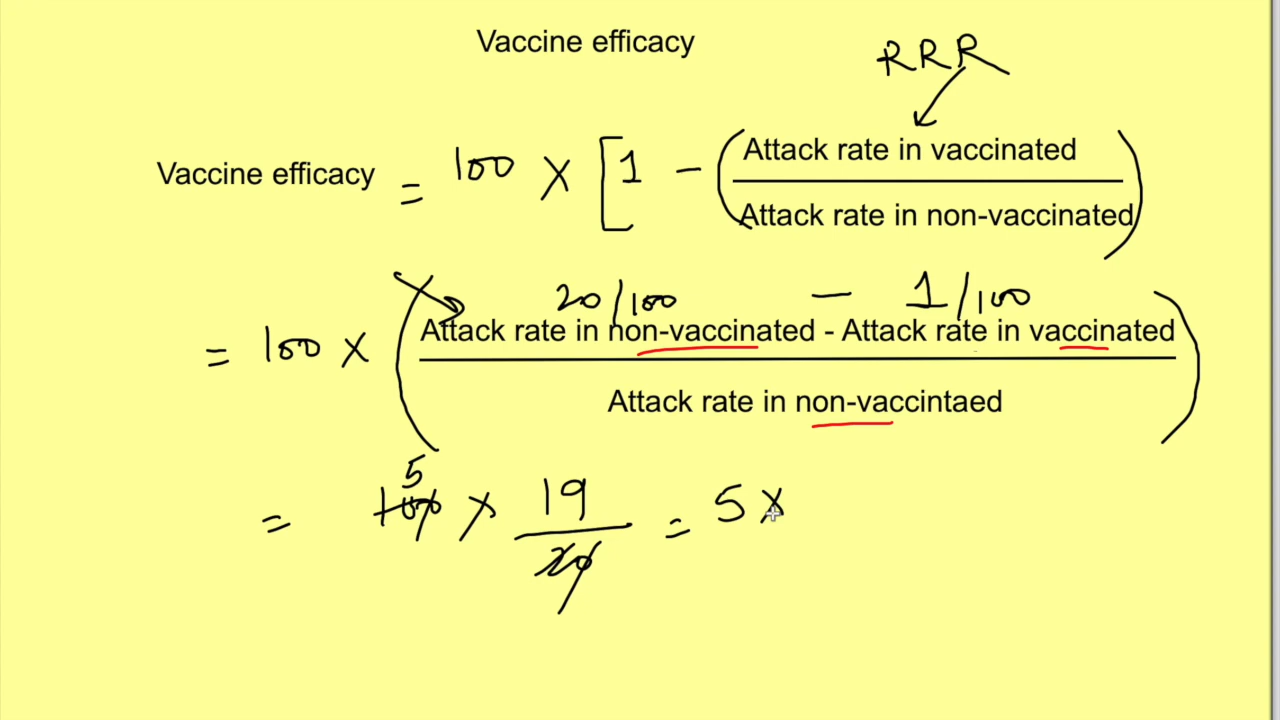 Vaccine efficacy
RRR
Vaccine efficacy = 100 × [1 - (Attack rate in vaccinated
Attack rate in non-vaccinated)
20/100 - 1/100
= 100 × (Attack rate in non-vaccinated - Attack rate in vaccinated
Attack rate in non-vaccintaed)
5
= 100 × 19 = 5 ×
20